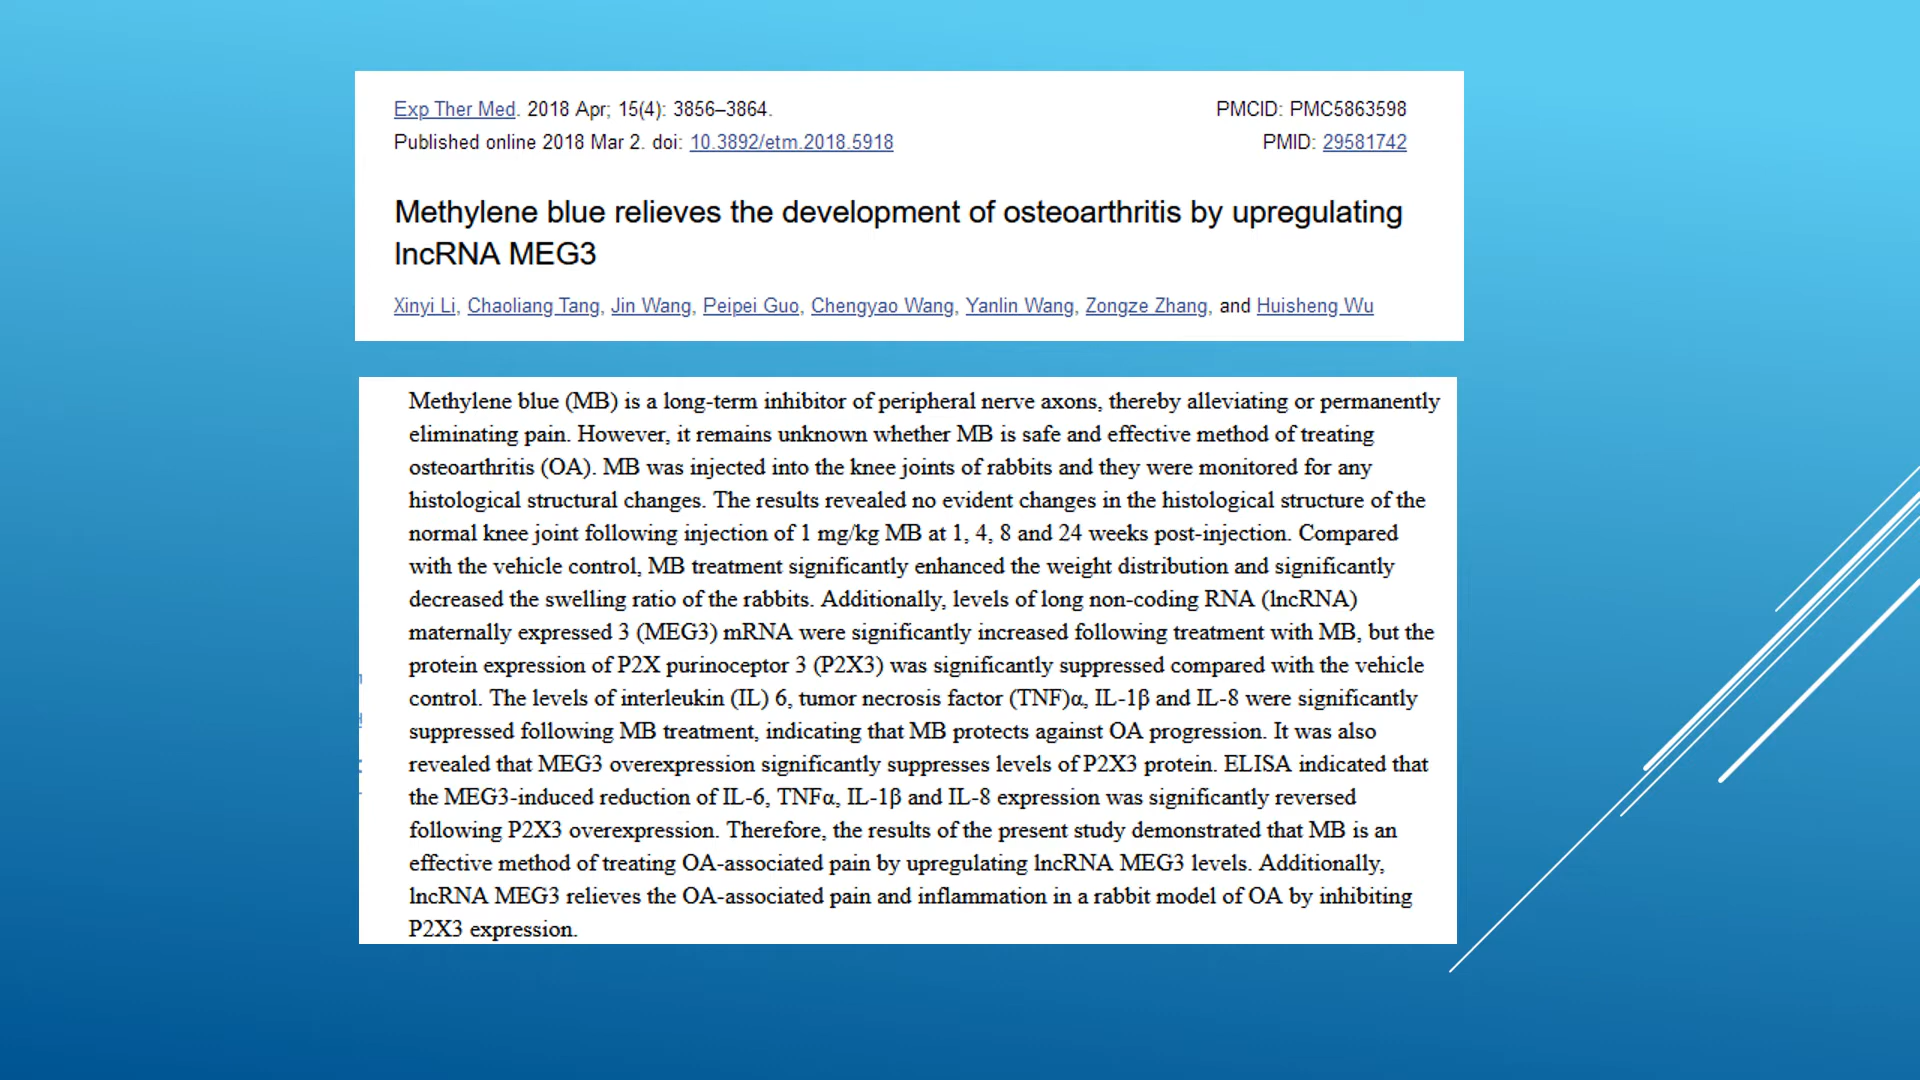 Exp Ther Med. 2018 Apr; 15(4): 3856–3864. PMCID: PMC5863598
Published online 2018 Mar 2. doi: 10.3892/etm.2018.5918 PMID: 29581742
Methylene blue relieves the development of osteoarthritis by upregulating
lncRNA MEG3
Xinyi Li, Chaoliang Tang, Jin Wang, Peipei Guo, Chengyao Wang, Yanlin Wang, Zongze Zhang, and Huisheng Wu
Methylene blue (MB) is a long-term inhibitor of peripheral nerve axons, thereby alleviating or permanently
eliminating pain. However, it remains unknown whether MB is safe and effective method of treating
osteoarthritis (OA). MB was injected into the knee joints of rabbits and they were monitored for any
histological structural changes. The results revealed no evident changes in the histological structure of the
normal knee joint following injection of 1 mg/kg MB at 1, 4, 8 and 24 weeks post-injection. Compared
with the vehicle control, MB treatment significantly enhanced the weight distribution and significantly
decreased the swelling ratio of the rabbits. Additionally, levels of long non-coding RNA (lncRNA)
maternally expressed 3 (MEG3) mRNA were significantly increased following treatment with MB, but the
protein expression of P2X purinoceptor 3 (P2X3) was significantly suppressed compared with the vehicle
control. The levels of interleukin (IL) 6, tumor necrosis factor (TNF)α, IL-1β and IL-8 were significantly
suppressed following MB treatment, indicating that MB protects against OA progression. It was also
revealed that MEG3 overexpression significantly suppresses levels of P2X3 protein. ELISA indicated that
the MEG3-induced reduction of IL-6, TNFα, IL-1β and IL-8 expression was significantly reversed
following P2X3 overexpression. Therefore, the results of the present study demonstrated that MB is an
effective method of treating OA-associated pain by upregulating lncRNA MEG3 levels. Additionally,
lncRNA MEG3 relieves the OA-associated pain and inflammation in a rabbit model of OA by inhibiting
P2X3 expression.